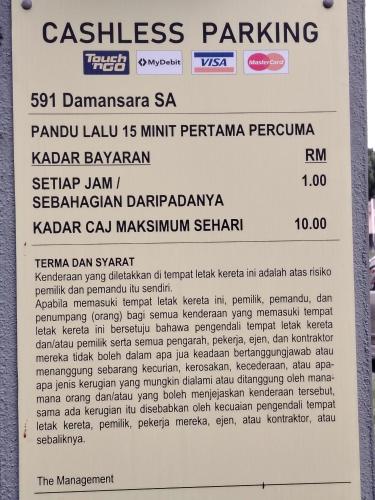 CASHLESS PARKING
Touch 'nGO MyDebit VISA MasterCard
591 Damansara SA
PANDU LALU 15 MINIT PERTAMA PERCUMA
KADAR BAYARAN RM
SETIAP JAM / 1.00
SEBAHAGIAN DARIPADANYA
KADAR CAJ MAKSIMUM SEHARI 10.00
TERMA DAN SYARAT
Kenderaan yang diletakkan di tempat letak kereta ini adalah atas risiko
pemilik dan pemandu itu sendiri.
Apabila memasuki tempat letak kereta ini, pemilik, pemandu, dan
penumpang (orang) bagi semua kenderaan yang memasuki tempat
letak kereta ini bersetuju bahawa pengendali tempat letak kereta
dan/atau pemilik serta semua pengarah, pekerja, ejen, dan kontraktor
mereka tidak boleh dalam apa jua keadaan bertanggungjawab atau
menanggung sebarang kecurian, kerosakan, kecederaan, atau apa-
apa jenis kerugian yang mungkin dialami atau ditanggung oleh mana-
mana orang dan/atau yang boleh menjejaskan kenderaan tersebut,
sama ada kerugian itu disebabkan oleh kecuaian pengendali tempat
letak kereta, pemilik, pekerja mereka, ejen, atau kontraktor, atau
sebaliknya.
The Management